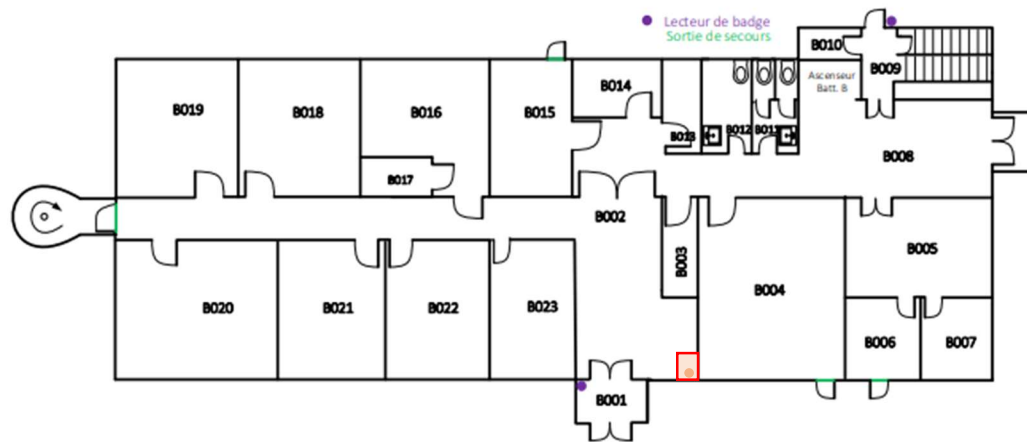 Lecteur de badge
Sortie de secours
B010
B009
Ascenseur
Batt. B
B019
B018
B016
B015
B014
B013
B012
B011
B008
B017
B002
B003
B004
B005
B020
B021
B022
B023
B006
B007
B001